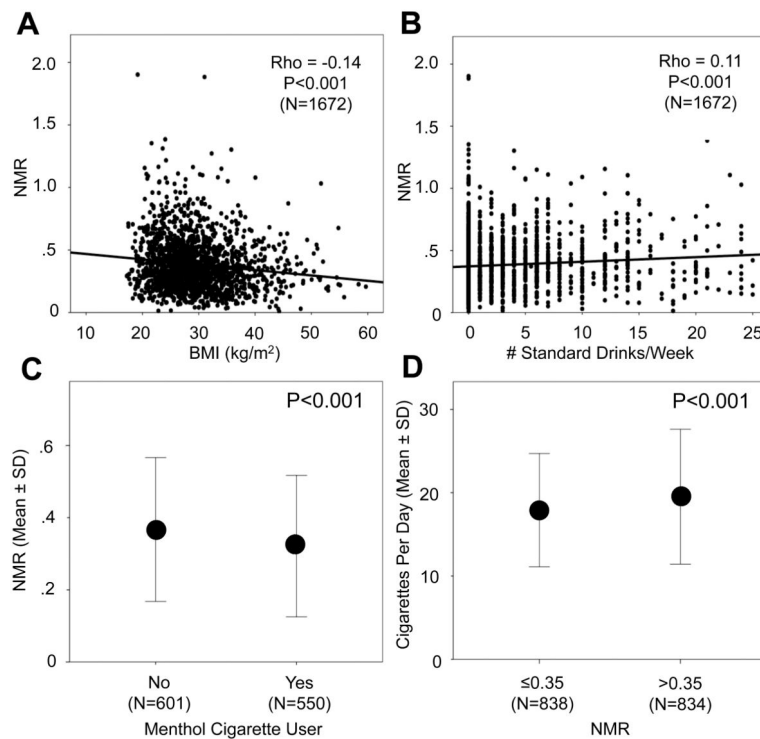 A
Rho = -0.14
P<0.001
(N=1672)
NMR
2.0
1.5
1.0
.5
0
10 20 30 40 50 60
BMI (kg/m²)
B
Rho = 0.11
P<0.001
(N=1672)
NMR
2.0
1.5
1.0
.5
0
0 5 10 15 20 25
# Standard Drinks/Week
C
P<0.001
NMR (Mean ± SD)
.6
.4
.2
0
No Yes
(N=601) (N=550)
Menthol Cigarette User
D
P<0.001
Cigarettes Per Day (Mean ± SD)
30
20
10
0
≤0.35 >0.35
(N=838) (N=834)
NMR